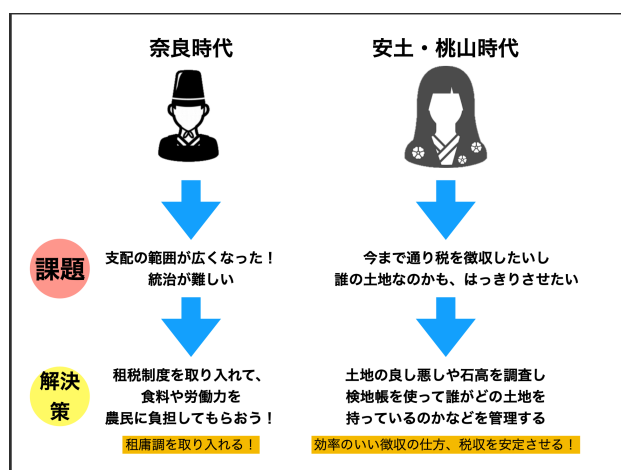 奈良時代
安土・桃山時代
課題
支配の範囲が広くなった！
統治が難しい
今まで通り税を徴収したいし
誰の土地なのかも、はっきりさせたい
解決
策
租税制度を取り入れて、
食料や労働力を
農民に負担してもらおう！
租庸調を取り入れる！
土地の良し悪しや石高を調査し
検地帳を使って誰がどの土地を
持っているのかなどを管理する
効率のいい徴収の仕方、税収を安定させる！